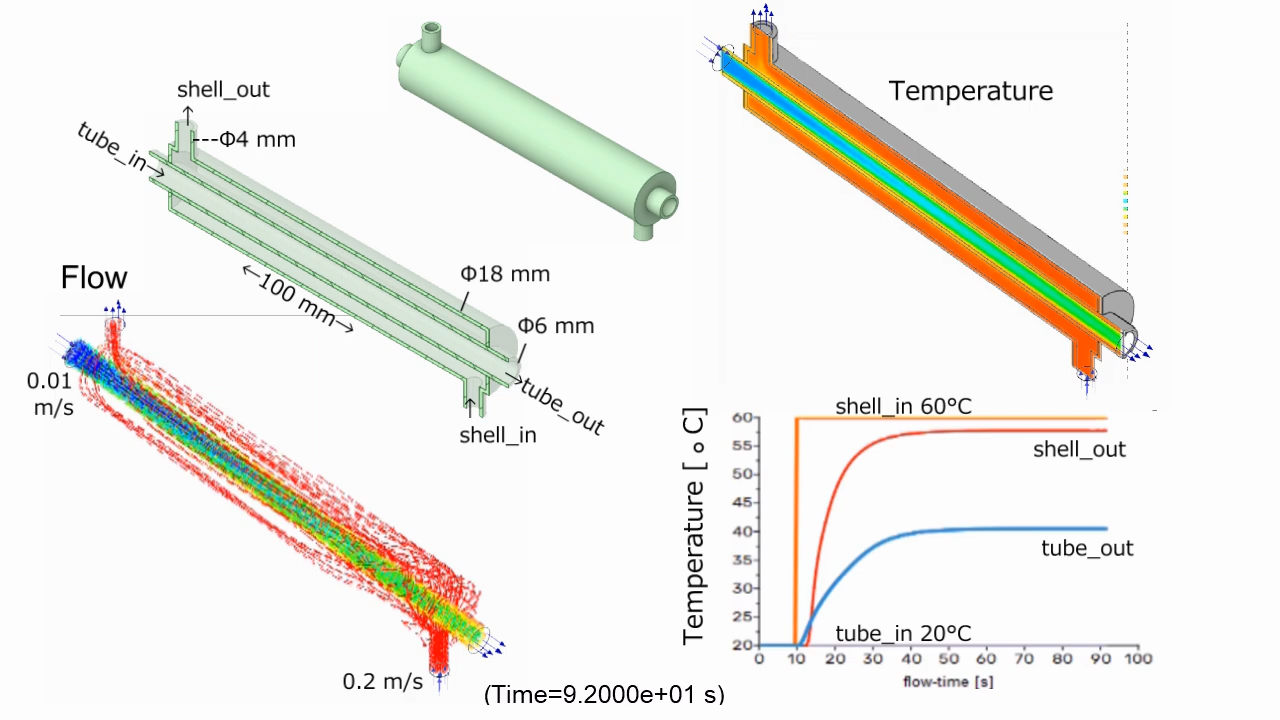 shell_out
Φ4 mm
tube_in
Φ18 mm
100 mm
Φ6 mm
tube_out
shell_in
Flow
0.01
m/s
0.2 m/s
(Time=9.2000e+01 s)
Temperature
Temperature [ 。C]
60
55
50
45
40
35
30
25
20
shell_in 60°C
shell_out
tube_out
tube_in 20°C
0 10 20 30 40 50 60 70 80 90 100
flow-time [s]